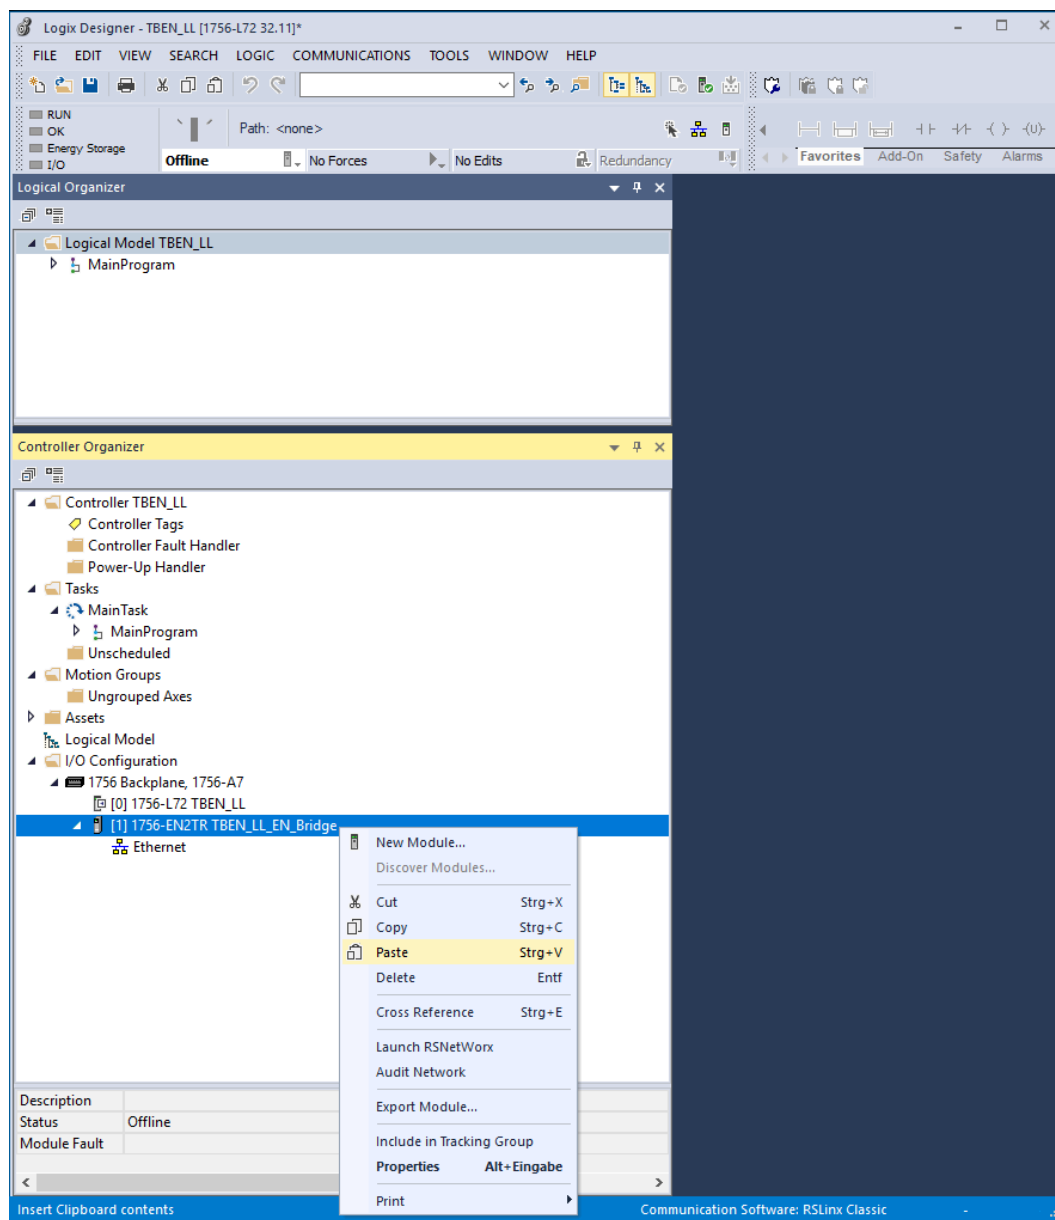 Logix Designer - TBEN_LL [1756-L72 32.11]*
FILE EDIT VIEW SEARCH LOGIC COMMUNICATIONS TOOLS WINDOW HELP
RUN
OK
Energy Storage
I/O
Path: <none>
Offline No Forces No Edits Redundancy
Favorites Add-On Safety Alarms
Logical Organizer
Logical Model TBEN_LL
MainProgram
Controller Organizer
Controller TBEN_LL
Controller Tags
Controller Fault Handler
Power-Up Handler
Tasks
MainTask
MainProgram
Unscheduled
Motion Groups
Ungrouped Axes
Assets
Logical Model
I/O Configuration
1756 Backplane, 1756-A7
[0] 1756-L72 TBEN_LL
[1] 1756-EN2TR TBEN_LL_EN_Bridge
Ethernet
New Module...
Discover Modules...
Cut Strg+X
Copy Strg+C
Paste Strg+V
Delete Entf
Cross Reference Strg+E
Launch RSNetWorx
Audit Network
Export Module...
Include in Tracking Group
Properties Alt+Eingabe
Print
Description
Status Offline
Module Fault
Insert Clipboard contents Communication Software: RSLinx Classic -